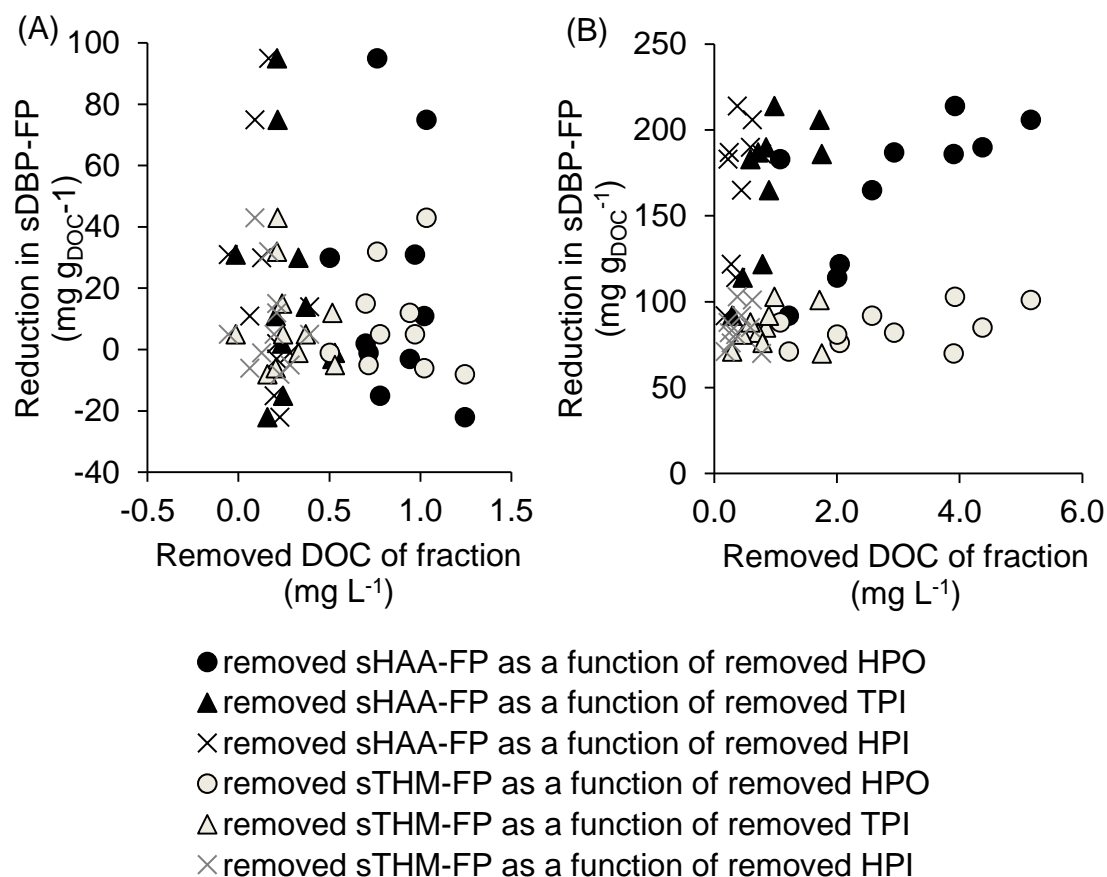 (A)
Reduction in sDBP-FP
(mg gDOC-1)
100
80
60
40
20
0
-20
-40
-0.5 0.0 0.5 1.0 1.5
Removed DOC of fraction
(mg L-1)
(B)
Reduction in sDBP-FP
(mg gDOC-1)
250
200
150
100
50
0
0.0 2.0 4.0 6.0
Removed DOC of fraction
(mg L-1)
removed sHAA-FP as a function of removed HPO
removed sHAA-FP as a function of removed TPI
removed sHAA-FP as a function of removed HPI
removed sTHM-FP as a function of removed HPO
removed sTHM-FP as a function of removed TPI
removed sTHM-FP as a function of removed HPI